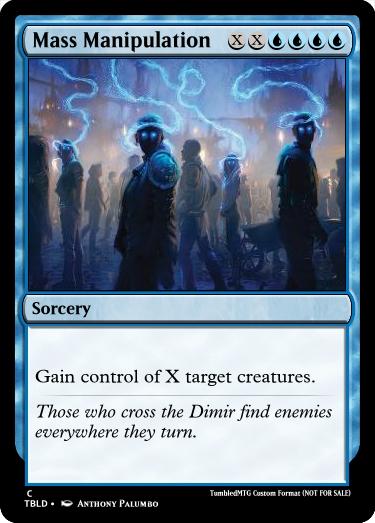 Mass Manipulation XX
Sorcery
Gain control of X target creatures.
Those who cross the Dimir find enemies
everywhere they turn.
C
TBLD • Anthony Palumbo
TumbledMTG Custom Format (NOT FOR SALE)